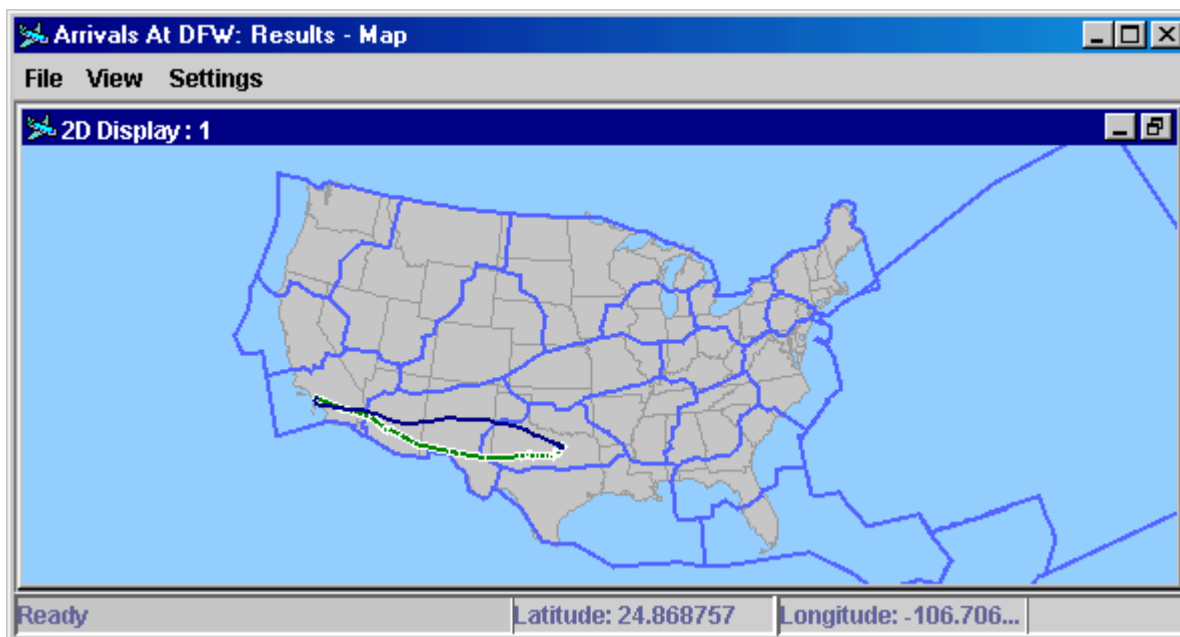 Arrivals At DFW: Results - Map
File View Settings
2D Display : 1
Ready Latitude: 24.868757 Longitude: -106.706...